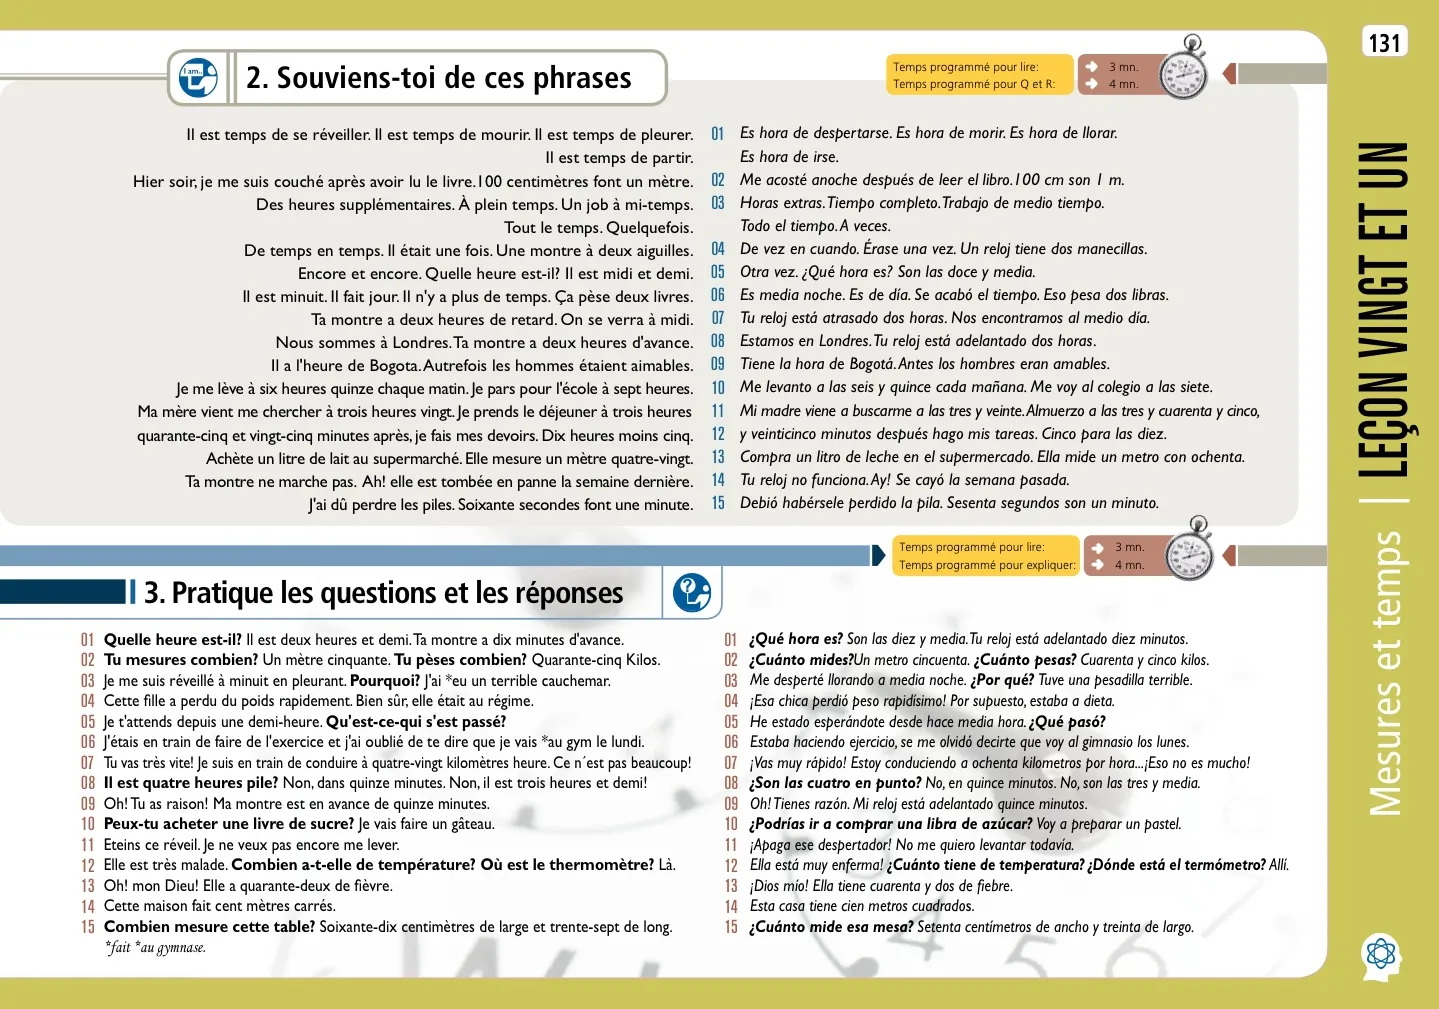 131
2. Souviens-toi de ces phrases
Temps programmé pour lire: 3 mn.
Temps programmé pour Q et R: 4 mn.
I am...
Il est temps de se réveiller. Il est temps de mourir. Il est temps de pleurer. 01 Es hora de despertarse. Es hora de morir. Es hora de llorar.
Il est temps de partir. Es hora de irse.
Hier soir, je me suis couché après avoir lu le livre.100 centimètres font un mètre. 02 Me acosté anoche después de leer el libro.100 cm son 1 m.
Des heures supplémentaires. À plein temps. Un job à mi-temps. 03 Horas extras.Tiempo completo.Trabajo de medio tiempo.
Tout le temps. Quelquefois. Todo el tiempo. A veces.
De temps en temps. Il était une fois. Une montre à deux aiguilles. 04 De vez en cuando. Érase una vez. Un reloj tiene dos manecillas.
Encore et encore. Quelle heure est-il? Il est midi et demi. 05 Otra vez. ¿Qué hora es? Son las doce y media.
Il est minuit. Il fait jour. Il n'y a plus de temps. Ça pèse deux livres. 06 Es media noche. Es de día. Se acabó el tiempo. Eso pesa dos libras.
Ta montre a deux heures de retard. On se verra à midi. 07 Tu reloj está atrasado dos horas. Nos encontramos al medio día.
Nous sommes à Londres.Ta montre a deux heures d'avance. 08 Estamos en Londres.Tu reloj está adelantado dos horas.
Il a l'heure de Bogota. Autrefois les hommes étaient aimables. 09 Tiene la hora de Bogotá. Antes los hombres eran amables.
Je me lève à six heures quinze chaque matin. Je pars pour l'école à sept heures. 10 Me levanto a las seis y quince cada mañana. Me voy al colegio a las siete.
Ma mère vient me chercher à trois heures vingt. Je prends le déjeuner à trois heures 11 Mi madre viene a buscarme a las tres y veinte. Almuerzo a las tres y cuarenta y cinco,
quarante-cinq et vingt-cinq minutes après, je fais mes devoirs. Dix heures moins cinq. 12 y veinticinco minutos después hago mis tareas. Cinco para las diez.
Achète un litre de lait au supermarché. Elle mesure un mètre quatre-vingt. 13 Compra un litro de leche en el supermercado. Ella mide un metro con ochenta.
Ta montre ne marche pas. Ah! elle est tombée en panne la semaine dernière. 14 Tu reloj no funciona. Ay! Se cayó la semana pasada.
J'ai dû perdre les piles. Soixante secondes font une minute. 15 Debió habérsele perdido la pila. Sesenta segundos son un minuto.
Temps programmé pour lire: 3 mn.
Temps programmé pour expliquer: 4 mn.
3. Pratique les questions et les réponses
01 Quelle heure est-il? Il est deux heures et demi.Ta montre a dix minutes d'avance.
02 Tu mesures combien? Un mètre cinquante. Tu pèses combien? Quarante-cinq Kilos.
03 Je me suis réveillé à minuit en pleurant. Pourquoi? J'ai *eu un terrible cauchemar.
04 Cette fille a perdu du poids rapidement. Bien sûr, elle était au régime.
05 Je t'attends depuis une demi-heure. Qu'est-ce-qui s'est passé?
06 J'étais en train de faire de l'exercice et j'ai oublié de te dire que je vais *au gym le lundi.
07 Tu vas très vite! Je suis en train de conduire à quatre-vingt kilomètres heure. Ce n´est pas beaucoup!
08 Il est quatre heures pile? Non, dans quinze minutes. Non, il est trois heures et demi!
09 Oh! Tu as raison! Ma montre est en avance de quinze minutes.
10 Peux-tu acheter une livre de sucre? Je vais faire un gâteau.
11 Eteins ce réveil. Je ne veux pas encore me lever.
12 Elle est très malade. Combien a-t-elle de température? Où est le thermomètre? Là.
13 Oh! mon Dieu! Elle a quarante-deux de fièvre.
14 Cette maison fait cent mètres carrés.
15 Combien mesure cette table? Soixante-dix centimètres de large et trente-sept de long.
*fait *au gymnase.
01 ¿Qué hora es? Son las diez y media.Tu reloj está adelantado diez minutos.
02 ¿Cuánto mides?Un metro cincuenta. ¿Cuánto pesas? Cuarenta y cinco kilos.
03 Me desperté llorando a media noche. ¿Por qué? Tuve una pesadilla terrible.
04 ¡Esa chica perdió peso rapidísimo! Por supuesto, estaba a dieta.
05 He estado esperándote desde hace media hora. ¿Qué pasó?
06 Estaba haciendo ejercicio, se me olvidó decirte que voy al gimnasio los lunes.
07 ¡Vas muy rápido! Estoy conduciendo a ochenta kilometros por hora...¡Eso no es mucho!
08 ¿Son las cuatro en punto? No, en quince minutos. No, son las tres y media.
09 Oh! Tienes razón. Mi reloj está adelantado quince minutos.
10 ¿Podrías ir a comprar una libra de azúcar? Voy a preparar un pastel.
11 ¡Apaga ese despertador! No me quiero levantar todavía.
12 Ella está muy enferma! ¿Cuánto tiene de temperatura? ¿Dónde está el termómetro? Allí.
13 ¡Dios mío! Ella tiene cuarenta y dos de fiebre.
14 Esta casa tiene cien metros cuadrados.
15 ¿Cuánto mide esa mesa? Setenta centímetros de ancho y treinta de largo.
Mesures et temps | LEÇON VINGT ET UN
4 5 6